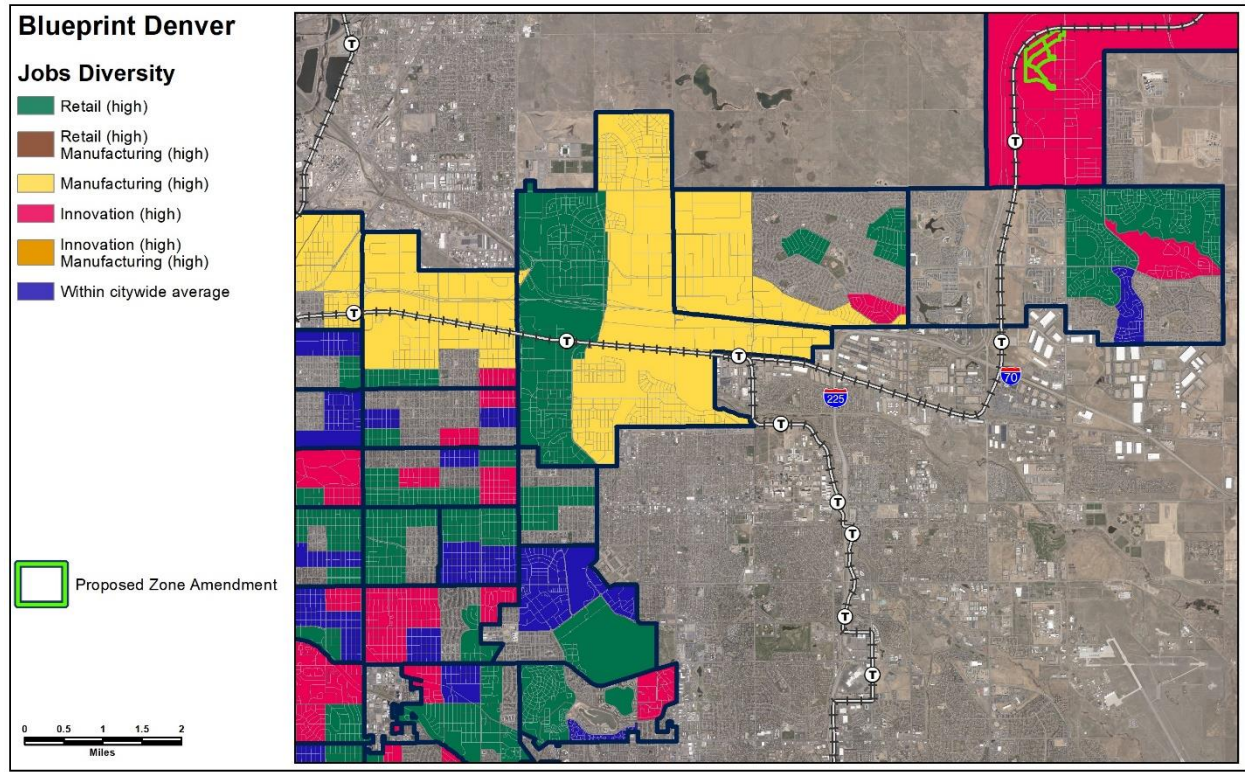 Blueprint Denver
Jobs Diversity
Retail (high)
Retail (high)
Manufacturing (high)
Manufacturing (high)
Innovation (high)
Innovation (high)
Manufacturing (high)
Within citywide average
Proposed Zone Amendment
0 0.5 1 1.5 2
Miles
T
T
T
T
T
T
T
T
T
T
T
T
225
70